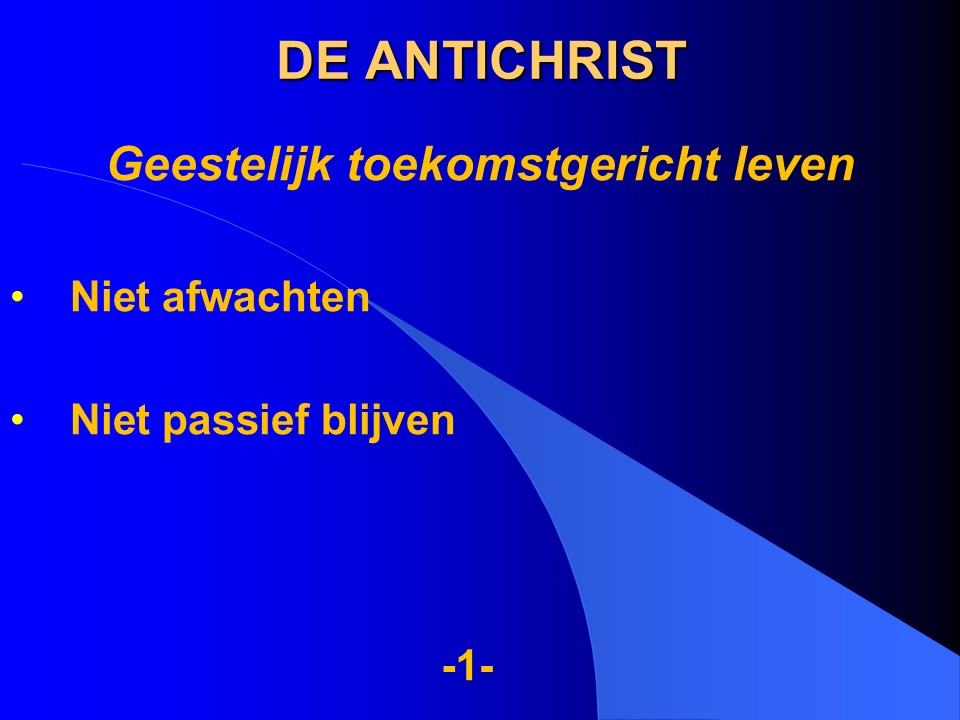 DE ANTICHRIST
Geestelijk toekomstgericht leven
• Niet afwachten
• Niet passief blijven
-1-